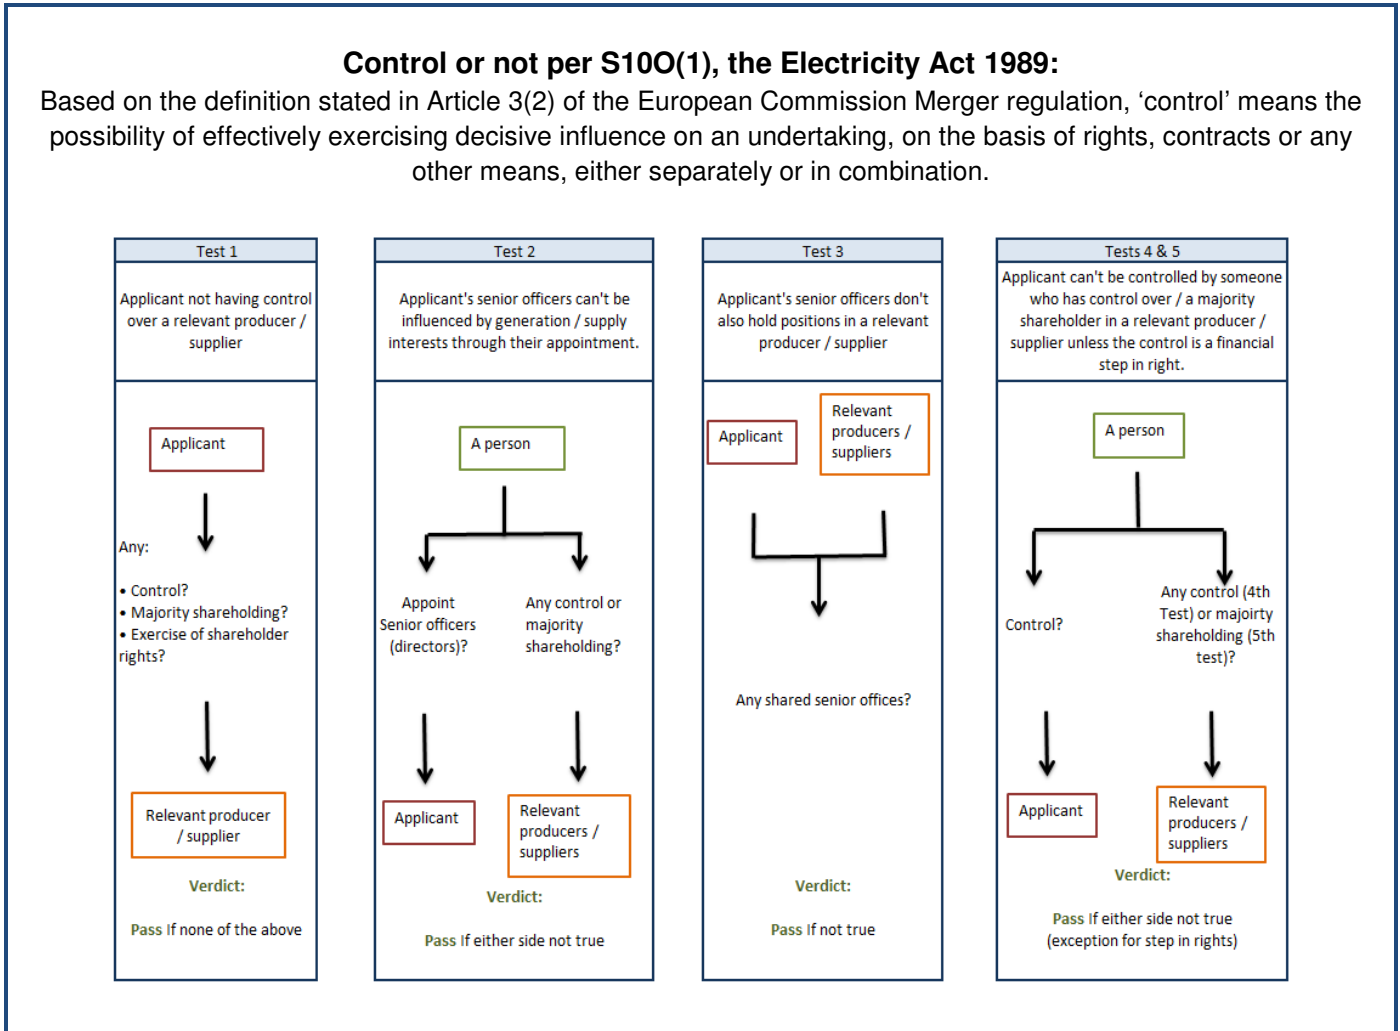 Control or not per S10O(1), the Electricity Act 1989:
Based on the definition stated in Article 3(2) of the European Commission Merger regulation, ‘control’ means the
possibility of effectively exercising decisive influence on an undertaking, on the basis of rights, contracts or any
other means, either separately or in combination.
Test 1
Applicant not having control
over a relevant producer /
supplier
Applicant
Any:
• Control?
• Majority shareholding?
• Exercise of shareholder
rights?
Relevant producer
/ supplier
Verdict:
Pass If none of the above
Test 2
Applicant's senior officers can't be
influenced by generation / supply
interests through their appointment.
A person
Appoint
Senior officers
(directors)?
Any control or
majority
shareholding?
Applicant
Relevant
producers /
suppliers
Verdict:
Pass If either side not true
Test 3
Applicant's senior officers don't
also hold positions in a relevant
producer / supplier
Applicant
Relevant
producers /
suppliers
Any shared senior offices?
Verdict:
Pass If not true
Tests 4 & 5
Applicant can't be controlled by someone
who has control over / a majority
shareholder in a relevant producer /
supplier unless the control is a financial
step in right.
A person
Control?
Any control (4th
Test) or majoirty
shareholding (5th
test)?
Applicant
Relevant
producers /
suppliers
Verdict:
Pass If either side not true
(exception for step in rights)